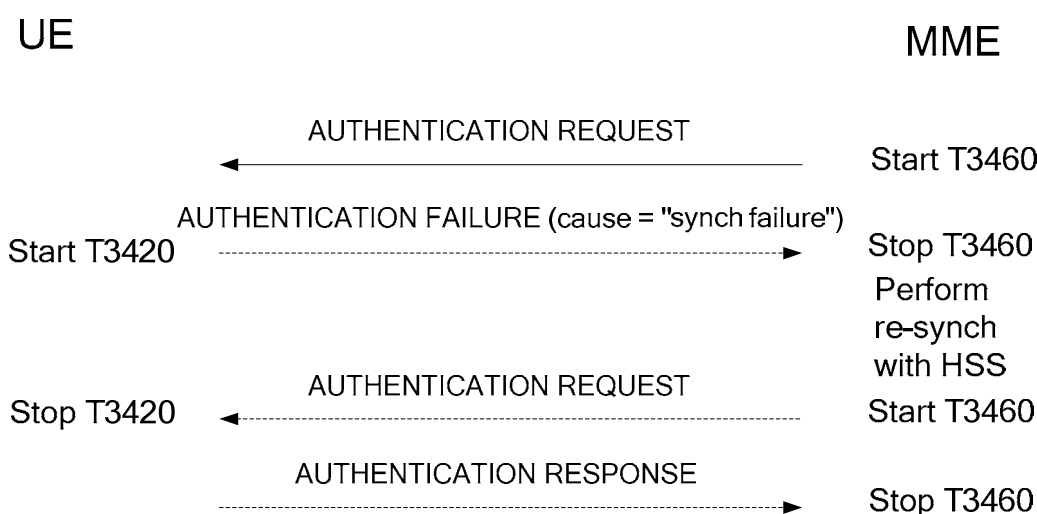 UE
MME
AUTHENTICATION REQUEST
Start T3460
AUTHENTICATION FAILURE (cause = "synch failure")
Start T3420
Stop T3460
Perform
re-synch
with HSS
AUTHENTICATION REQUEST
Stop T3420
Start T3460
AUTHENTICATION RESPONSE
Stop T3460